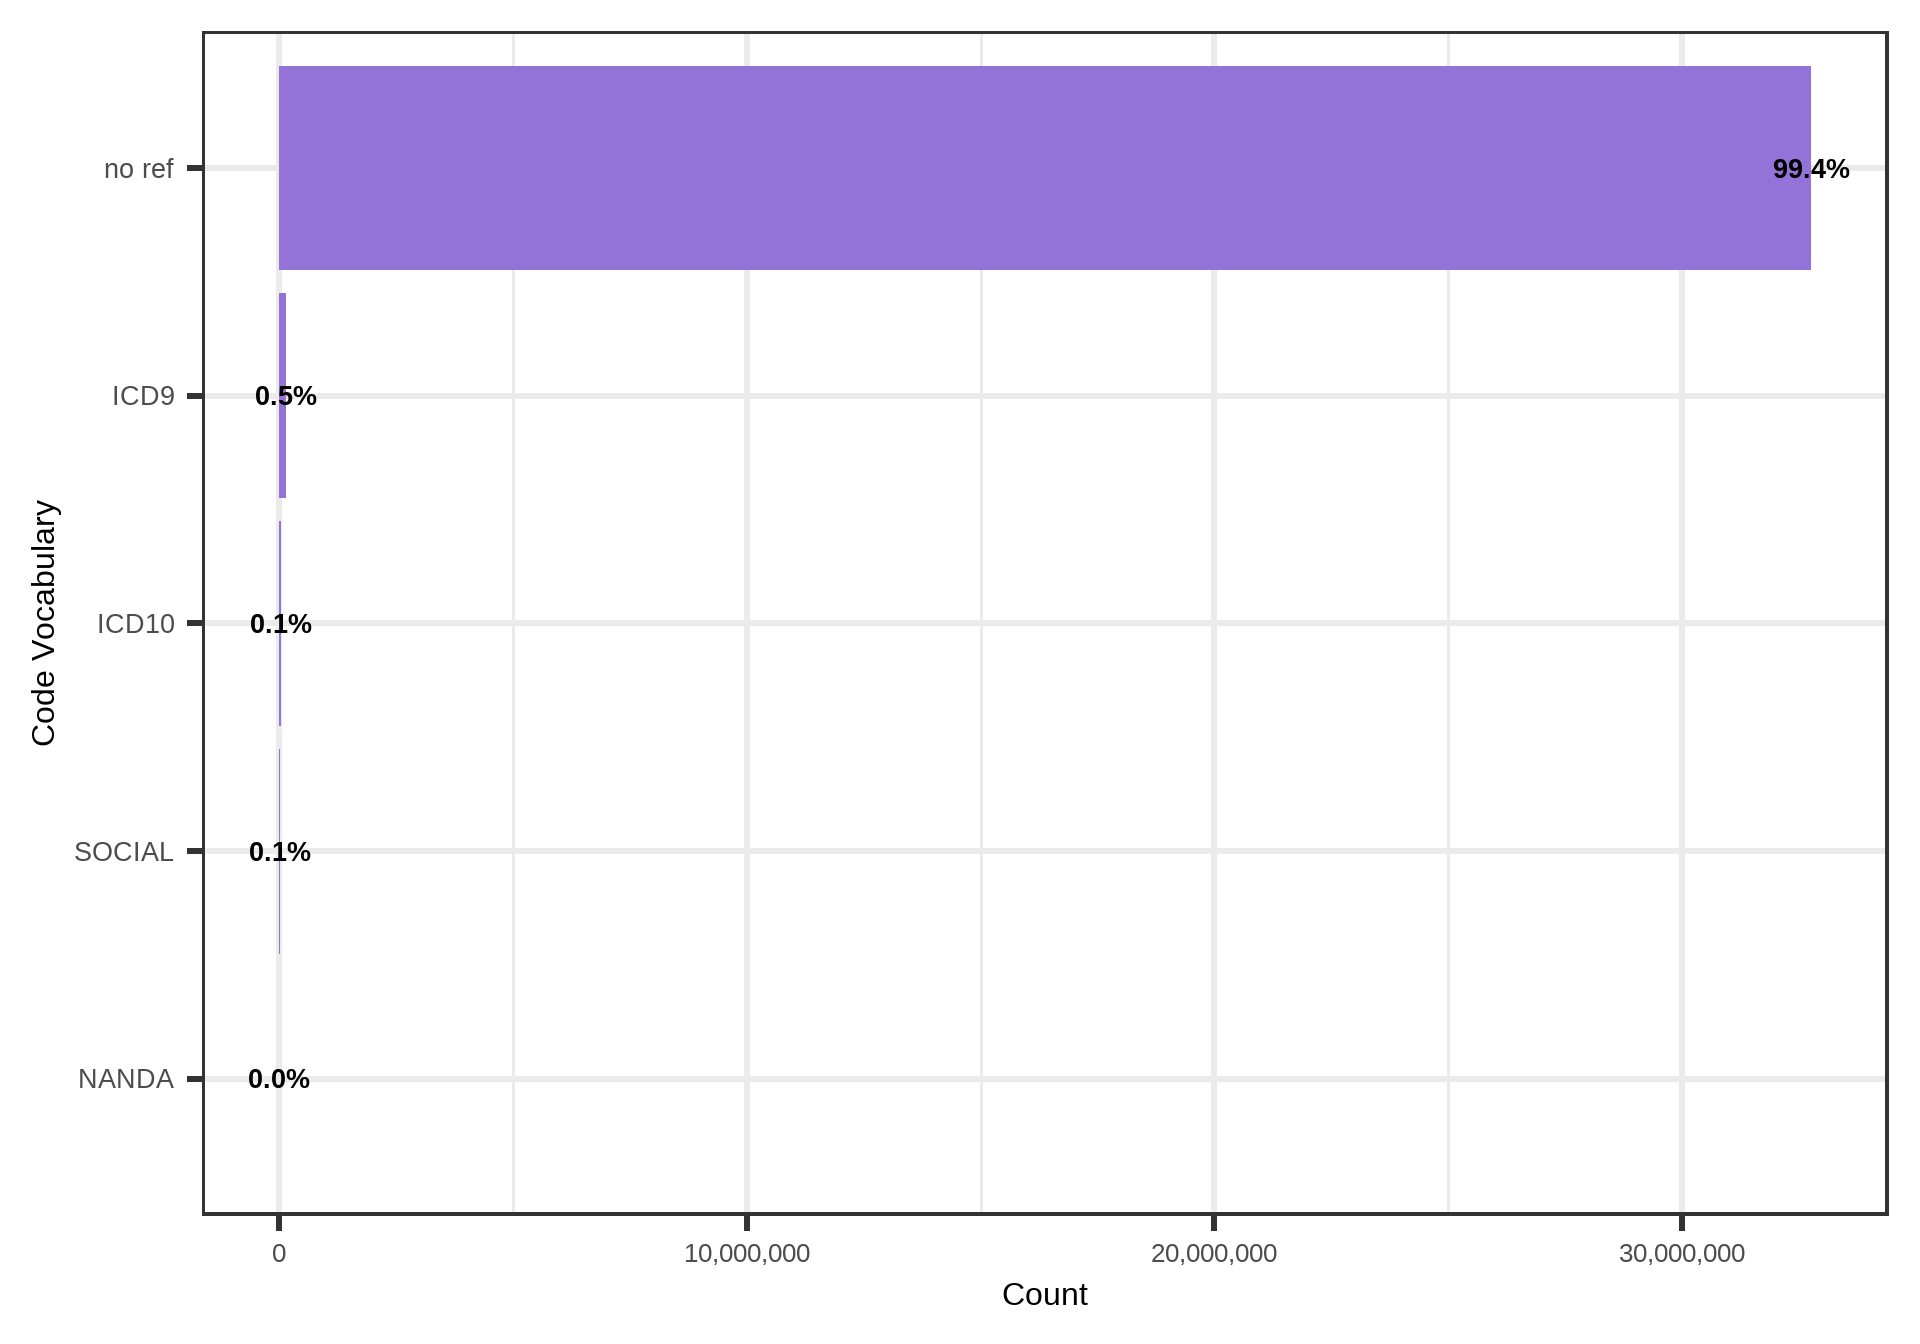 no ref
99.4%
ICD9
0.5%
ICD10
0.1%
SOCIAL
0.1%
NANDA
0.0%
Code Vocabulary
0
10,000,000
20,000,000
30,000,000
Count